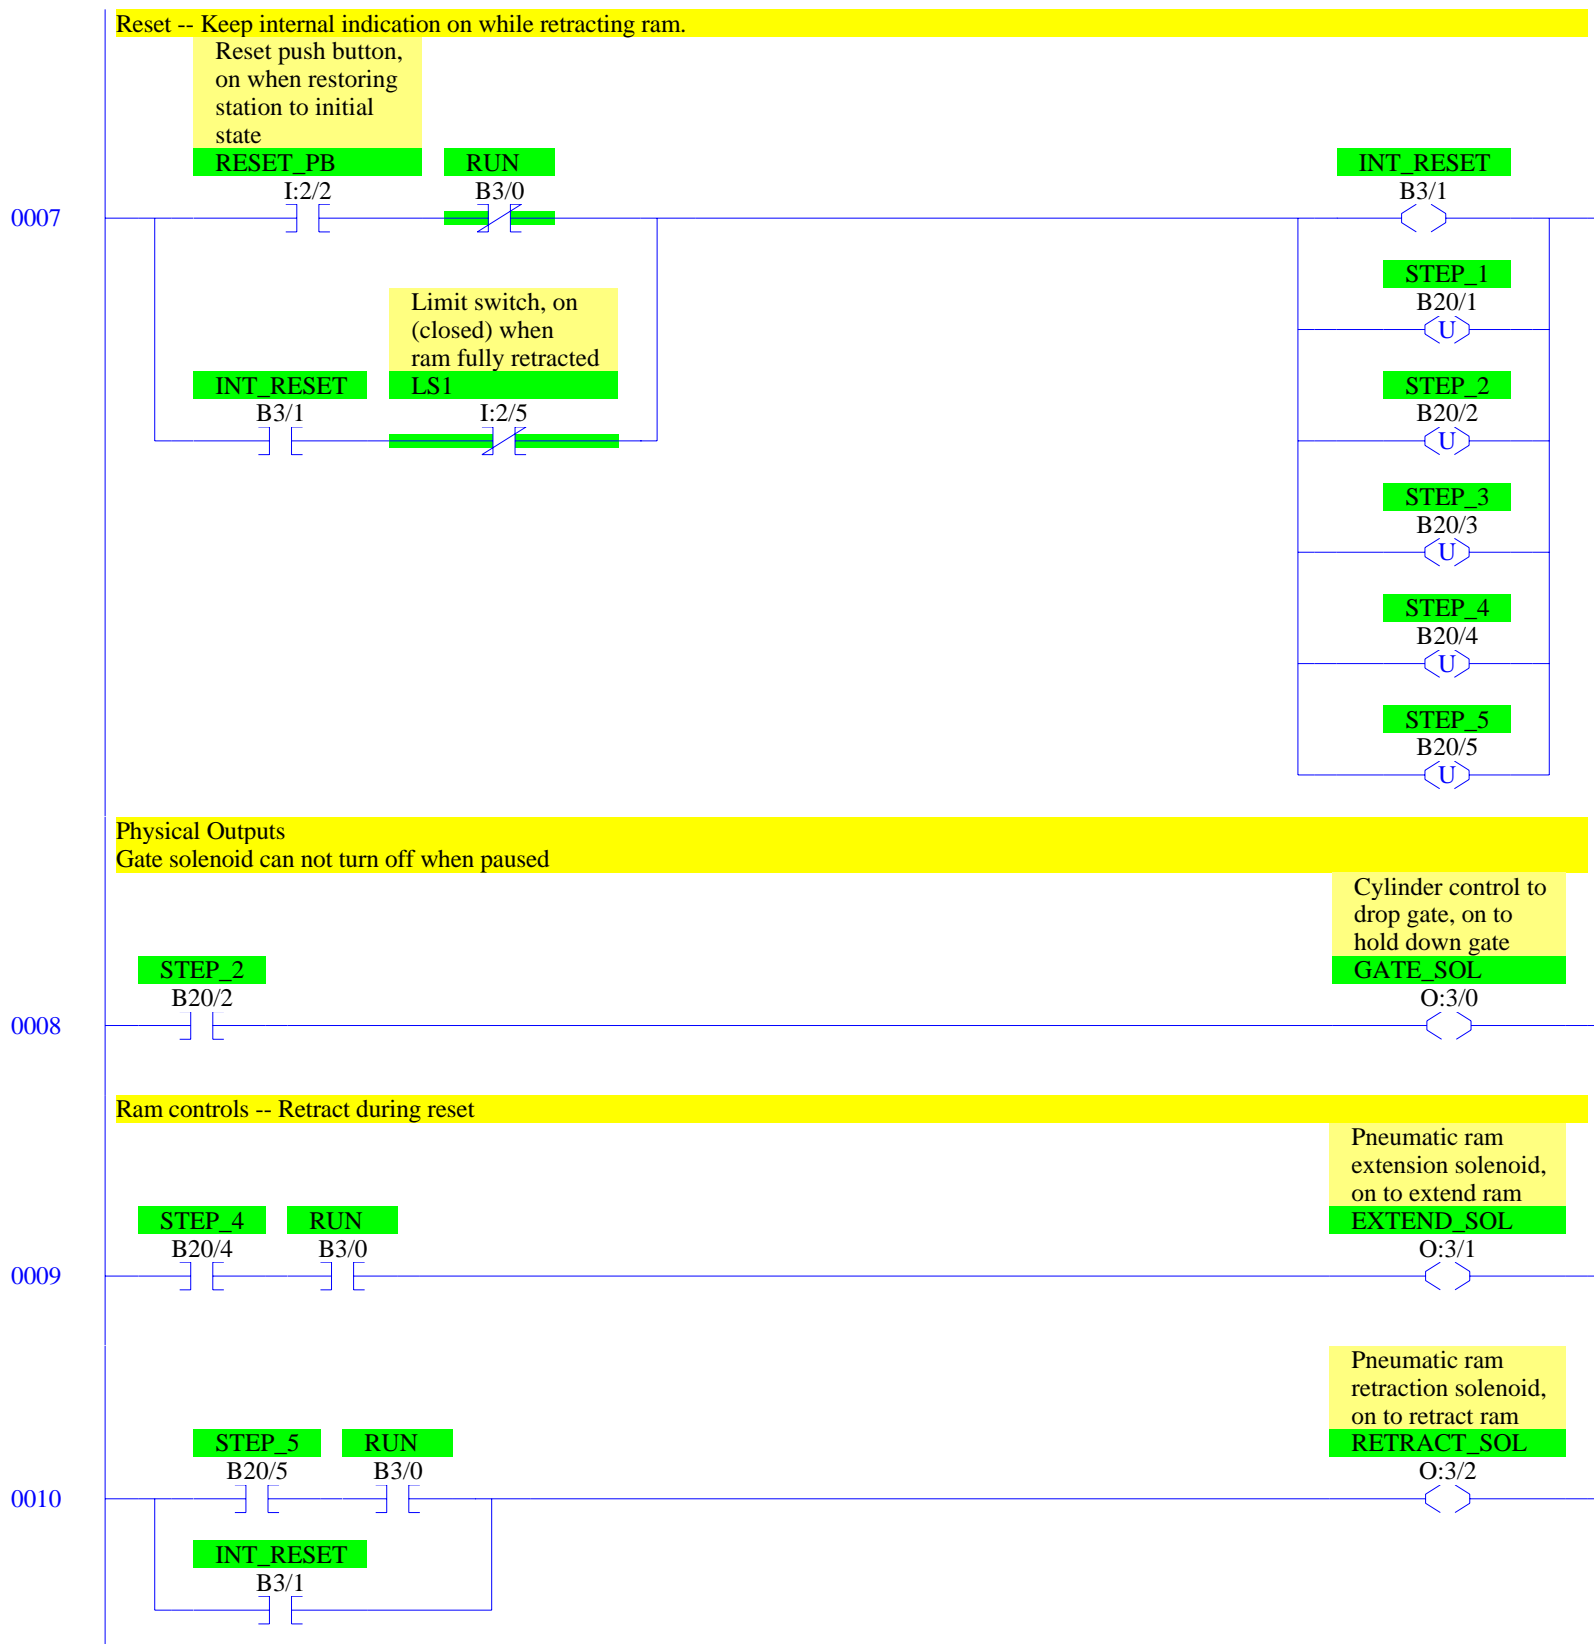 Reset -- Keep internal indication on while retracting ram.
Reset push button,
on when restoring
station to initial
state
RESET_PB
I:2/2
RUN
B3/0
INT_RESET
B3/1
0007
STEP_1
B20/1
U
Limit switch, on
(closed) when
ram fully retracted
INT_RESET
B3/1
LS1
I:2/5
STEP_2
B20/2
U
STEP_3
B20/3
U
STEP_4
B20/4
U
STEP_5
B20/5
U
Physical Outputs
Gate solenoid can not turn off when paused
Cylinder control to
drop gate, on to
hold down gate
STEP_2
B20/2
GATE_SOL
O:3/0
0008
Ram controls -- Retract during reset
Pneumatic ram
extension solenoid,
on to extend ram
STEP_4
B20/4
RUN
B3/0
EXTEND_SOL
O:3/1
0009
Pneumatic ram
retraction solenoid,
on to retract ram
STEP_5
B20/5
RUN
B3/0
RETRACT_SOL
O:3/2
0010
INT_RESET
B3/1